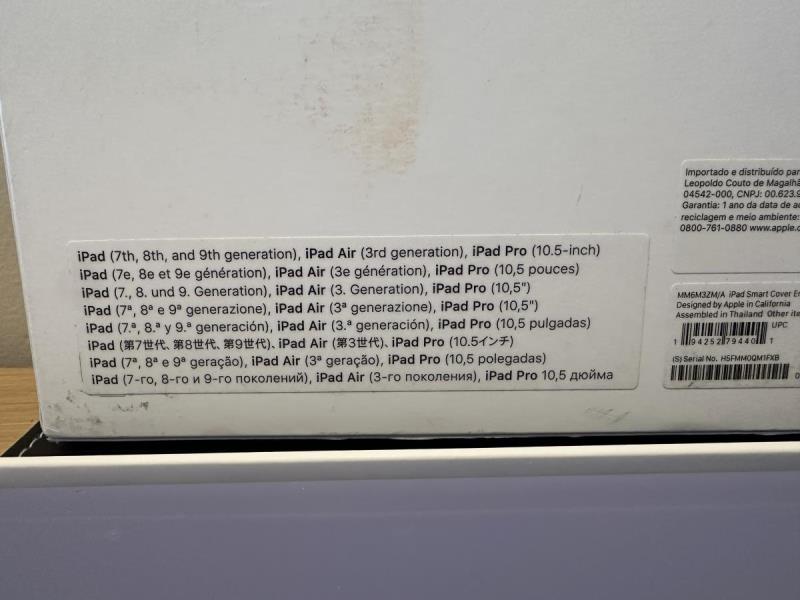 iPad (7th, 8th, and 9th generation), iPad Air (3rd generation), iPad Pro (10.5-inch)
iPad (7e, 8e et 9e génération), iPad Air (3e génération), iPad Pro (10,5 pouces)
iPad (7., 8. und 9. Generation), iPad Air (3. Generation), iPad Pro (10,5")
iPad (7ª, 8ª e 9ª generazione), iPad Air (3ª generazione), iPad Pro (10,5")
iPad (7.ª, 8.ª y 9.ª generación), iPad Air (3.ª generación), iPad Pro (10,5 pulgadas)
iPad (第7世代、第8世代、第9世代)、iPad Air (第3世代)、iPad Pro (10.5インチ)
iPad (7ª, 8ª e 9ª geração), iPad Air (3ª geração), iPad Pro (10,5 polegadas)
iPad (7-го, 8-го и 9-го поколений), iPad Air (3-го поколения), iPad Pro 10,5 дюйма
Importado e distribuído par
Leopoldo Couto de Magalhã
04542-000, CNPJ: 00.623.9
Garantia: 1 ano da data de ac
reciclagem e meio ambiente:
0800-761-0880 www.apple.c
MM6M3ZM/A iPad Smart Cover En
Designed by Apple in California
Assembled in Thailand Other ite
UPC
1 94252 79440 1
(S) Serial No. H5FMM0QM1FXB